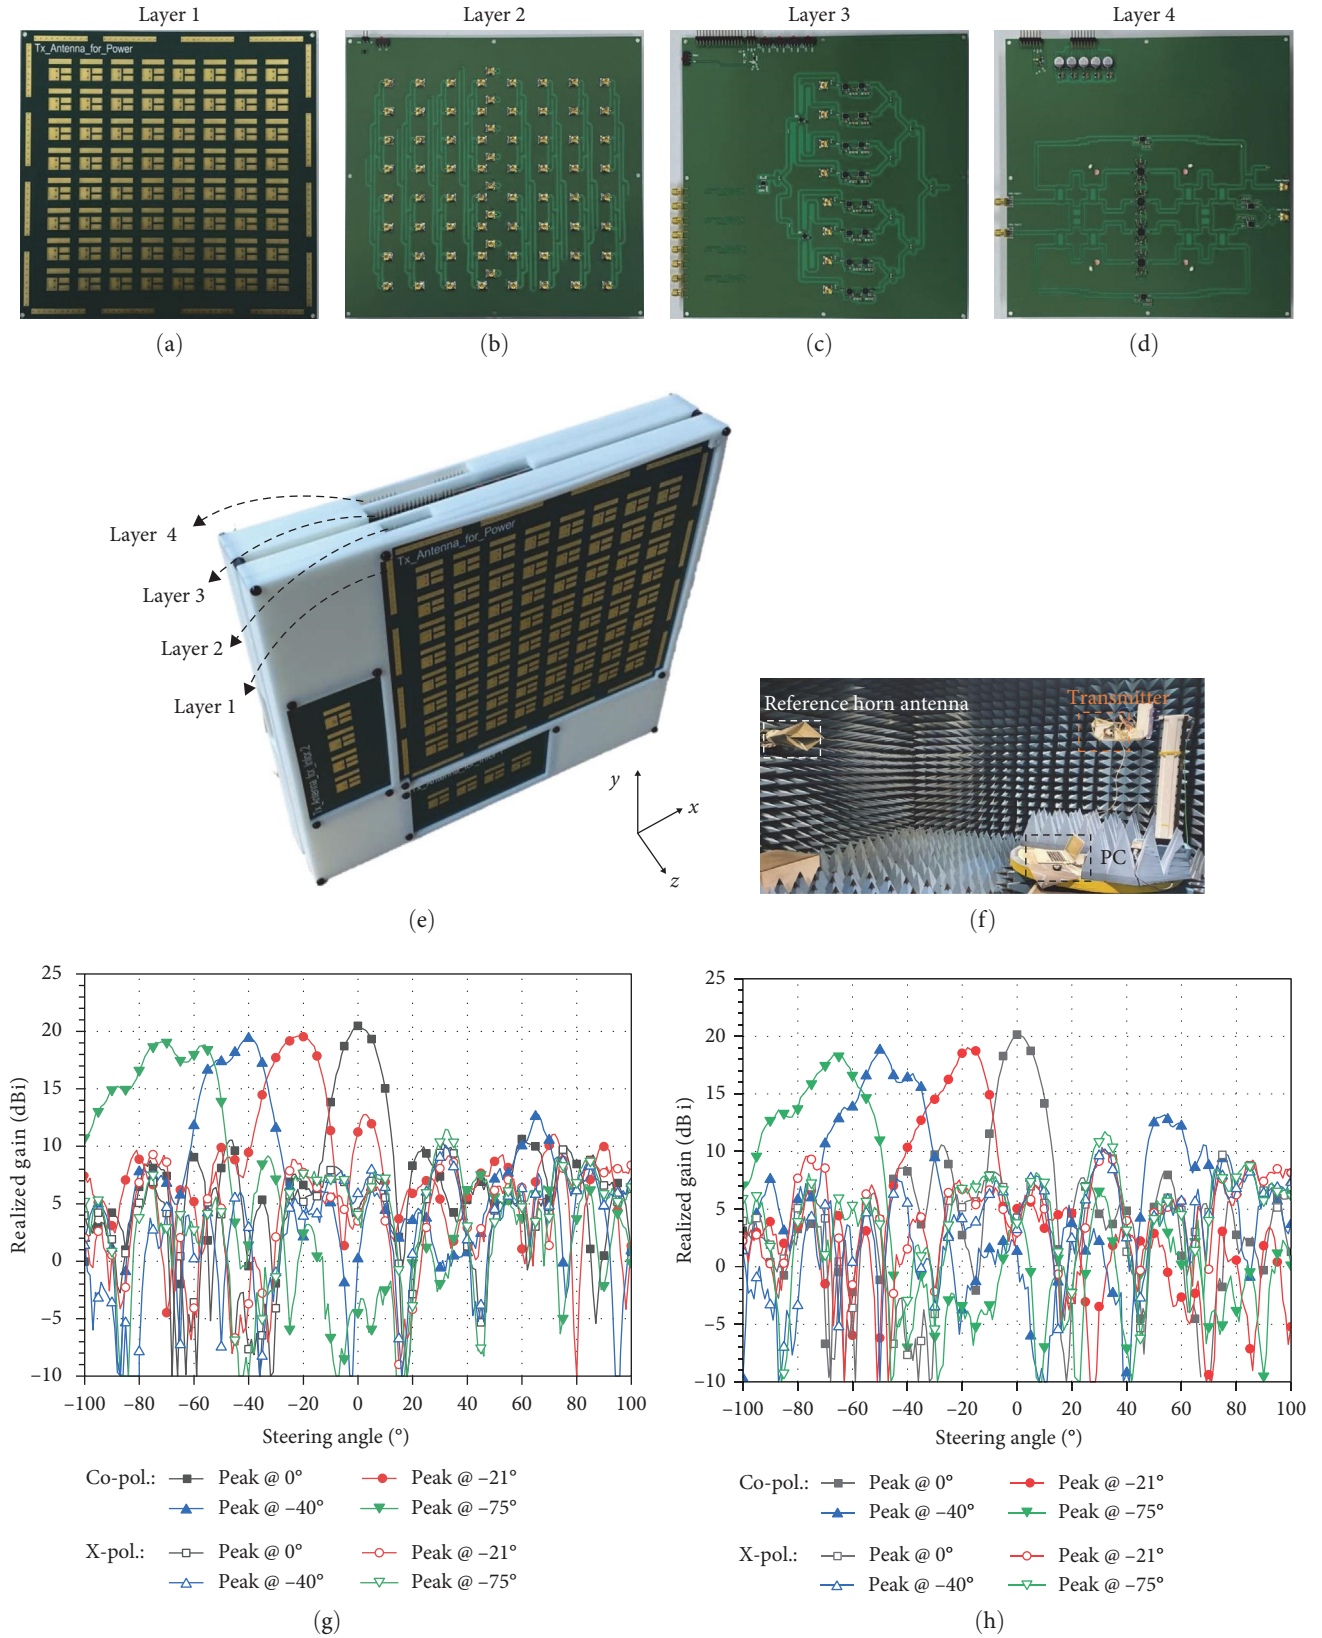 Layer 1
Layer 2
Layer 3
Layer 4
Tx_Antenna_for_Power
(a)
(b)
(c)
(d)
Layer 4
Layer 3
Layer 2
Layer 1
Tx_Antenna_for_Power
y
x
z
(e)
Reference horn antenna
Transmitter
PC
(f)
Realized gain (dBi)
25
20
15
10
5
0
–5
–10
–100 –80 –60 –40 –20 0 20 40 60 80 100
Steering angle (°)
Co-pol.: Peak @ 0° Peak @ –21°
Peak @ –40° Peak @ –75°
X-pol.: Peak @ 0° Peak @ –21°
Peak @ –40° Peak @ –75°
(g)
Realized gain (dB i)
25
20
15
10
5
0
–5
–10
–100 –80 –60 –40 –20 0 20 40 60 80 100
Steering angle (°)
Co-pol.: Peak @ 0° Peak @ –21°
Peak @ –40° Peak @ –75°
X-pol.: Peak @ 0° Peak @ –21°
Peak @ –40° Peak @ –75°
(h)